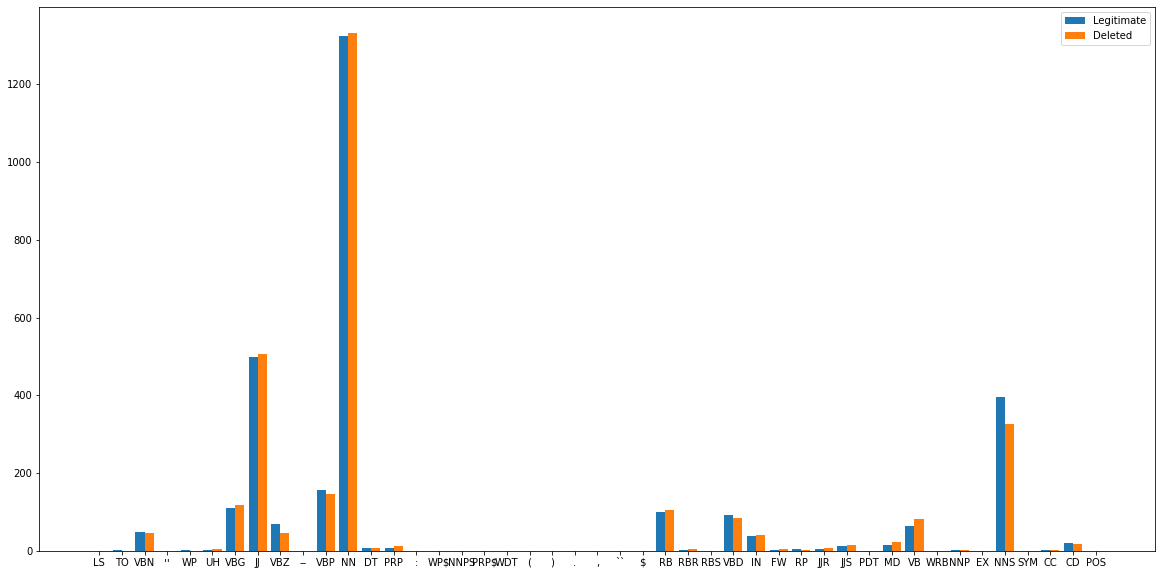 Legitimate
Deleted
1200
1000
800
600
400
200
0
LS TO VBN '' WP UH VBG JJ VBZ -- VBP NN DT PRP : WP$ NNPS PRP$ WDT ( ) . , `` $ RB RBR RBS VBD IN FW RP JJR JJS PDT MD VB WRB NNP EX NNS SYM CC CD POS